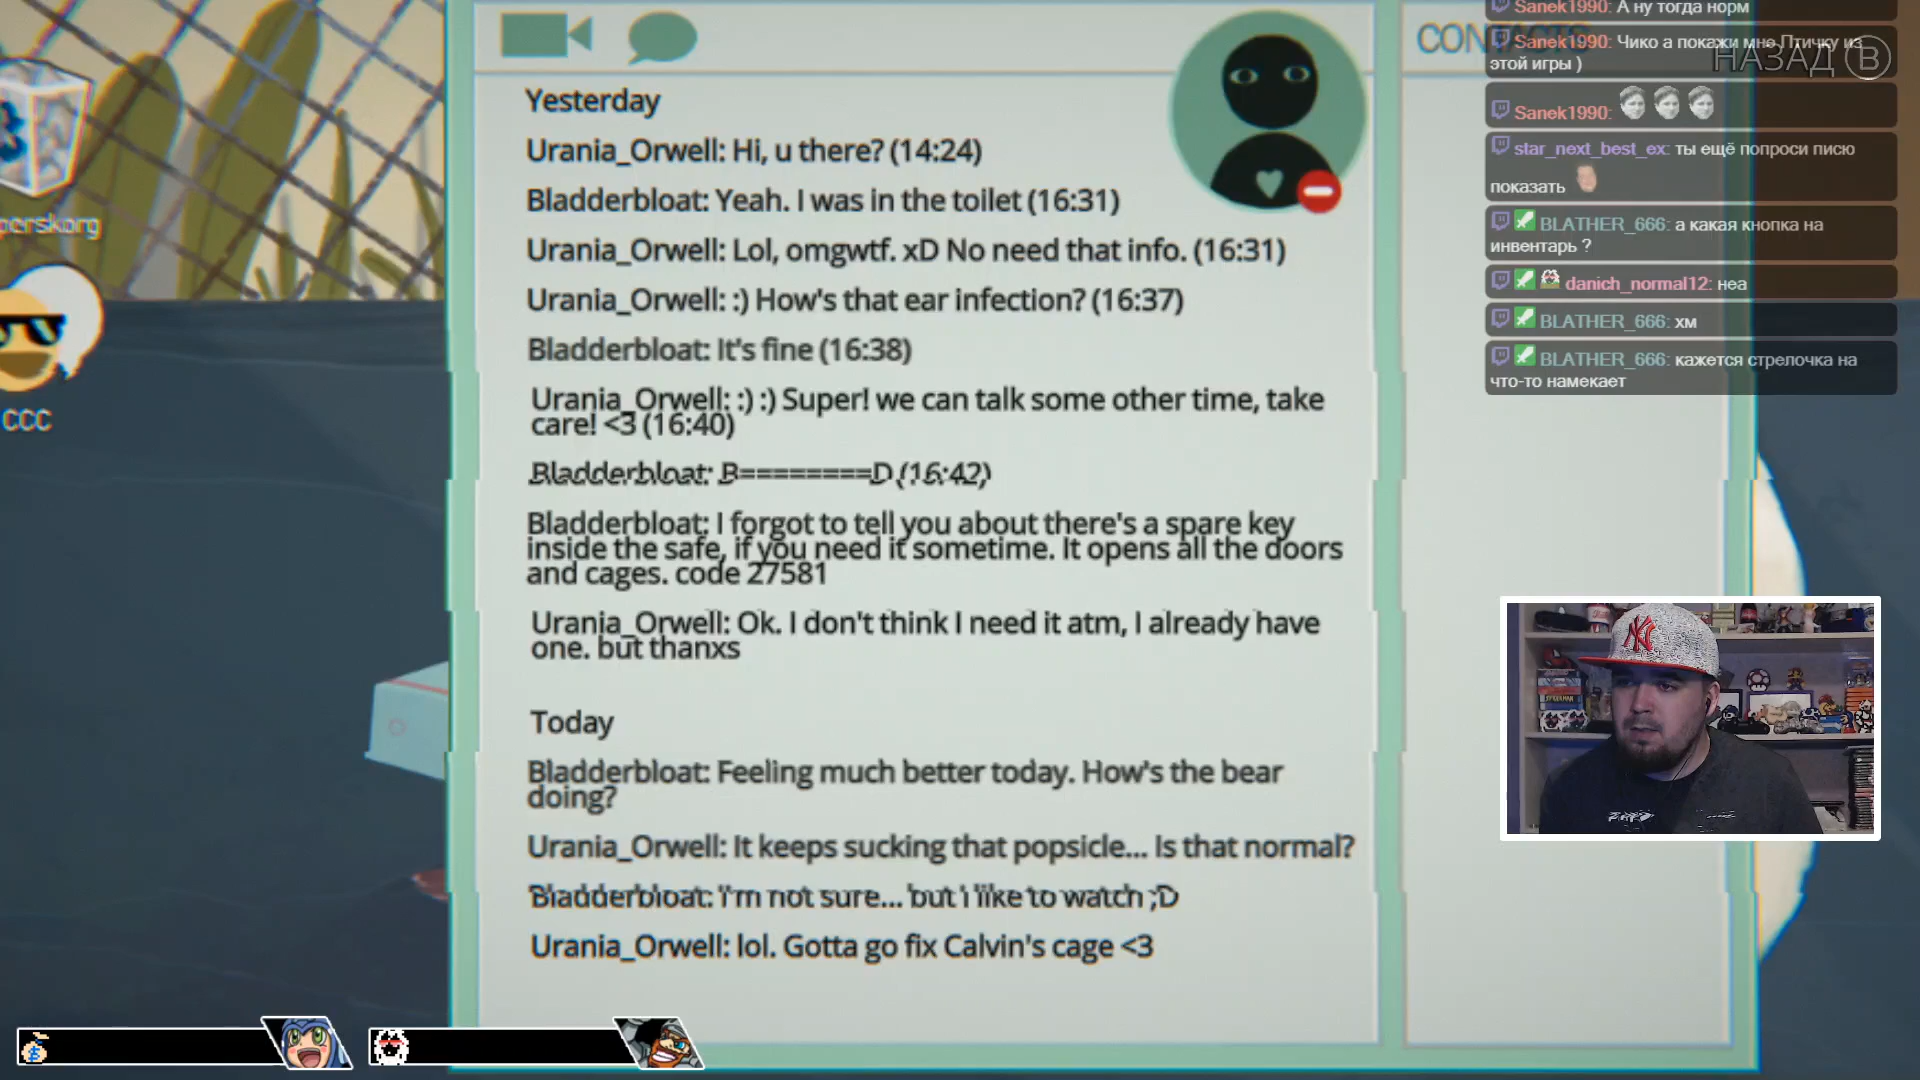 Yesterday
Urania_Orwell: Hi, u there? (14:24)
Bladderbloat: Yeah. I was in the toilet (16:31)
Urania_Orwell: Lol, omgwtf. xD No need that info. (16:31)
Urania_Orwell: :) How's that ear infection? (16:37)
Bladderbloat: It's fine (16:38)
Urania_Orwell: :) :) Super! we can talk some other time, take
care! <3 (16:40)
Bladderbloat: B========D (16:42)
Bladderbloat: I forgot to tell you about there's a spare key
inside the safe, if you need it sometime. It opens all the doors
and cages. code 27581
Urania_Orwell: Ok. I don't think I need it atm, I already have
one. but thanxs
Today
Bladderbloat: Feeling much better today. How's the bear
doing?
Urania_Orwell: It keeps sucking that popsicle... Is that normal?
Bladderbloat: I'm not sure... but i like to watch ;D
Urania_Orwell: lol. Gotta go fix Calvin's cage <3
perskorg
CCC
НАЗАД B
Sanek1990: А ну тогда норм
Sanek1990: Чико а покажи мне Птичку из
этой игры )
Sanek1990:
star_next_best_ex: ты ещё попроси писю
показать
BLATHER_666: а какая кнопка на
инвентарь ?
danich_normal12: неа
BLATHER_666: хм
BLATHER_666: кажется стрелочка на
что-то намекает